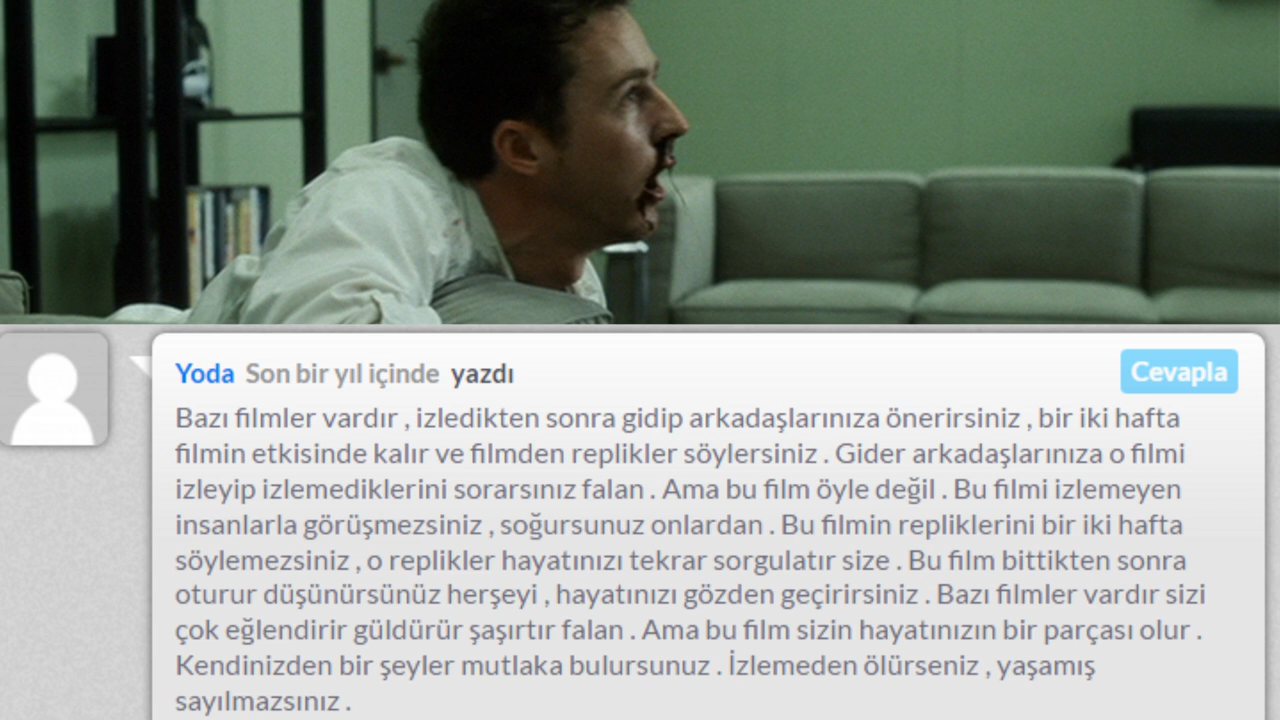 Yoda Son bir yıl içinde yazdı
Cevapla
Bazı filmler vardır , izledikten sonra gidip arkadaşlarınıza önerirsiniz , bir iki hafta
filmin etkisinde kalır ve filmden replikler söylersiniz . Gider arkadaşlarınıza o filmi
izleyip izlemediklerini sorarsınız falan . Ama bu film öyle değil . Bu filmi izlemeyen
insanlarla görüşmezsiniz , soğursunuz onlardan . Bu filmin repliklerini bir iki hafta
söylemezsiniz , o replikler hayatınızı tekrar sorgulatır size . Bu film bittikten sonra
oturur düşünürsünüz herşeyi , hayatınızı gözden geçirirsiniz . Bazı filmler vardır sizi
çok eğlendirir güldürür şaşırtır falan . Ama bu film sizin hayatınızın bir parçası olur .
Kendinizden bir şeyler mutlaka bulursunuz . İzlemeden ölürseniz , yaşamış
sayılmazsınız .